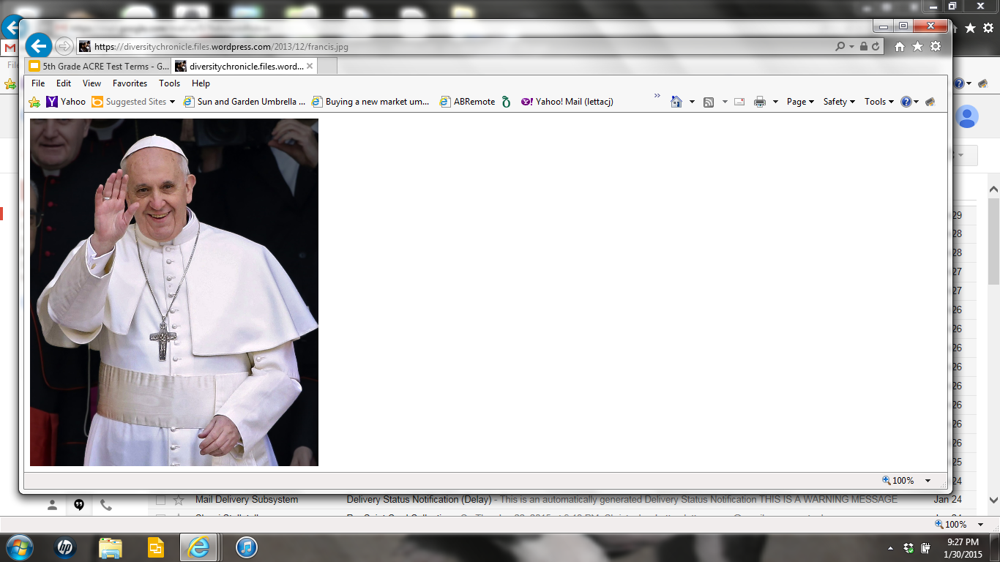 https://diversitychronicle.files.wordpress.com/2013/12/francis.jpg
5th Grade ACRE Test Terms - G...
diversitychronicle.files.word...
File Edit View Favorites Tools Help
Yahoo Suggested Sites Sun and Garden Umbrella ... Buying a new market um... ABRemote Yahoo! Mail (lettacj) Page Safety Tools
29
28
28
27
27
26
26
26
26
26
26
26
26
25
24
100%
Mail Delivery Subsystem Delivery Status Notification (Delay) - This is an automatically generated Delivery Status Notification THIS IS A WARNING MESSAGE Jan 24
100%
9:27 PM
1/30/2015